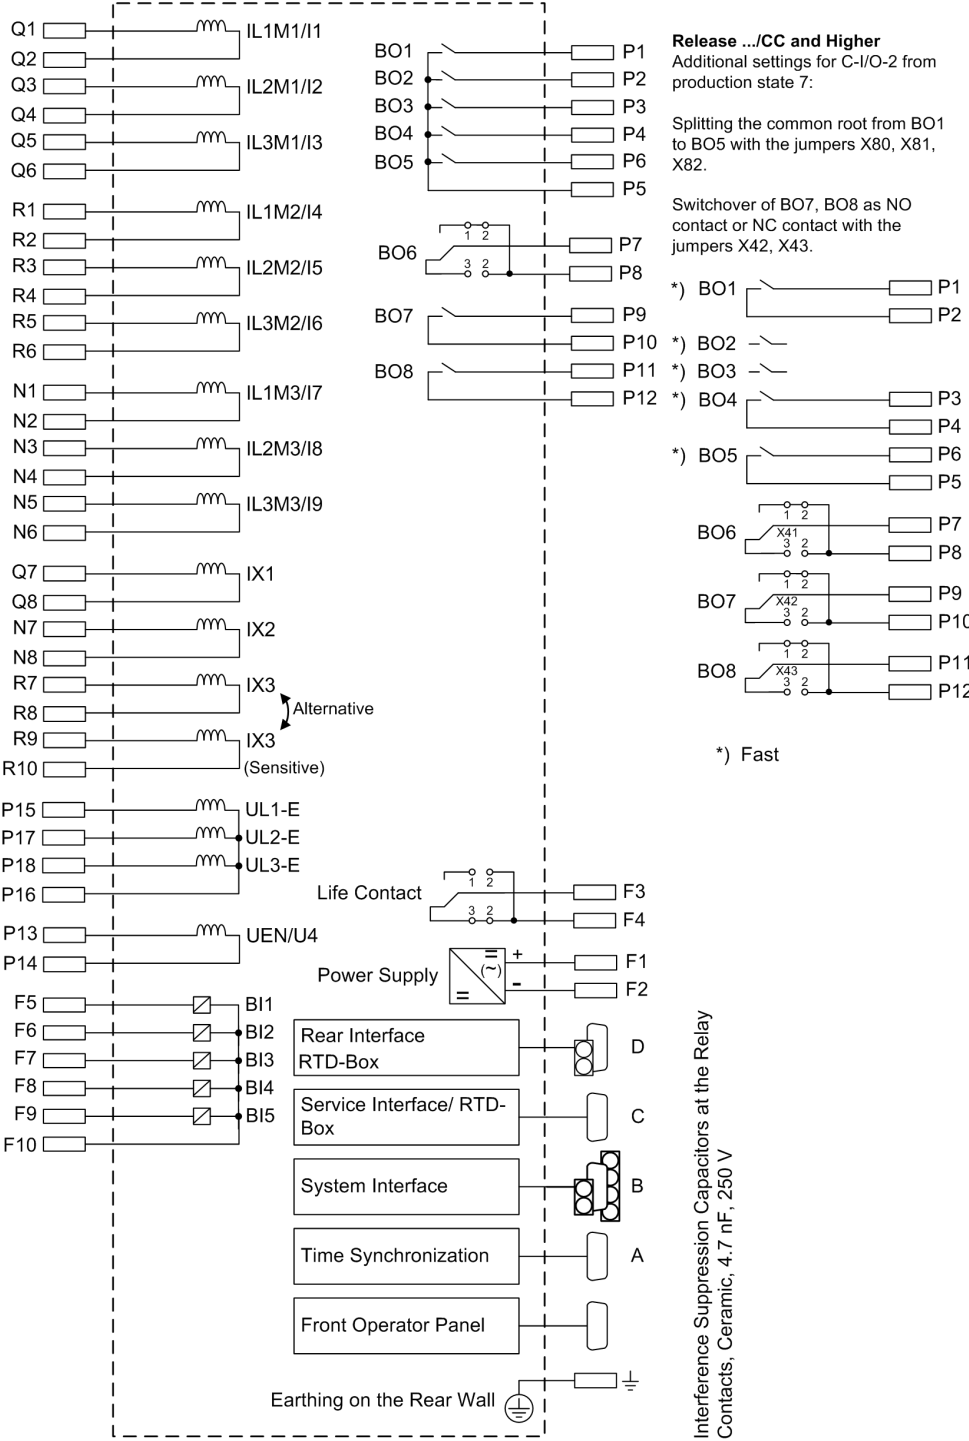 Q1 IL1M1/I1
Q2
Q3 IL2M1/I2
Q4
Q5 IL3M1/I3
Q6
R1 IL1M2/I4
R2
R3 IL2M2/I5
R4
R5 IL3M2/I6
R6
N1 IL1M3/I7
N2
N3 IL2M3/I8
N4
N5 IL3M3/I9
N6
Q7 IX1
Q8
N7 IX2
N8
R7 IX3
R8
Alternative
R9 IX3
R10 (Sensitive)
P15 UL1-E
P17 UL2-E
P18 UL3-E
P16
P13 UEN/U4
P14
F5 BI1
F6 BI2
F7 BI3
F8 BI4
F9 BI5
F10
BO1 P1
BO2 P2
BO3 P3
BO4 P4
BO5 P6
P5
1 2
BO6 P7
3 2 P8
BO7 P9
P10
BO8 P11
P12
1 2
Life Contact F3
3 2 F4
Power Supply = (~) = + F1
- F2
Rear Interface
RTD-Box
D
Service Interface/ RTD-
Box
C
System Interface B
Time Synchronization A
Front Operator Panel
Earthing on the Rear Wall
Release .../CC and Higher
Additional settings for C-I/O-2 from
production state 7:
Splitting the common root from BO1
to BO5 with the jumpers X80, X81,
X82.
Switchover of BO7, BO8 as NO
contact or NC contact with the
jumpers X42, X43.
*) BO1 P1
P2
*) BO2
*) BO3
*) BO4 P3
P4
*) BO5 P6
P5
1 2
BO6 X41 P7
3 2 P8
1 2
BO7 X42 P9
3 2 P10
1 2
BO8 X43 P11
3 2 P12
*) Fast
Interference Suppression Capacitors at the Relay
Contacts, Ceramic, 4.7 nF, 250 V